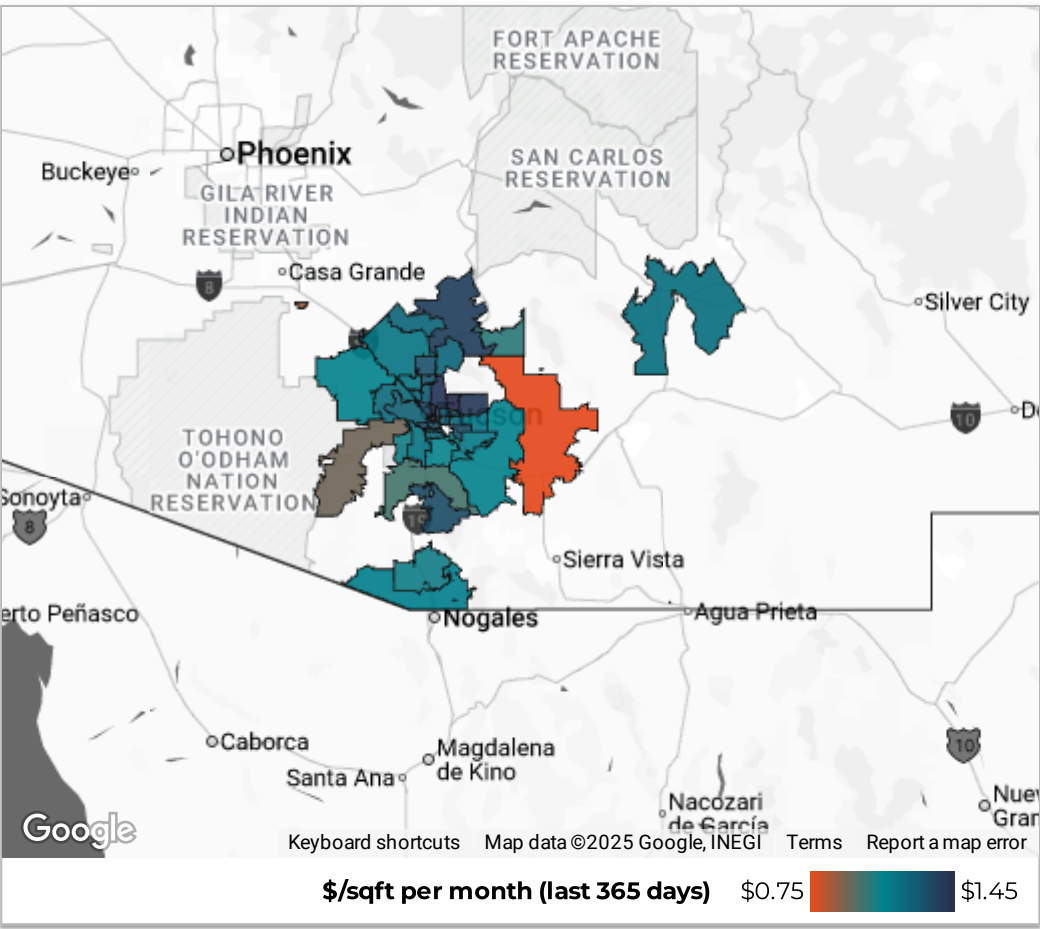 FORT APACHE
RESERVATION
Phoenix
Buckeye
SAN CARLOS
RESERVATION
GILA RIVER
INDIAN
RESERVATION
Casa Grande
8
Silver City
Tucson
10
TOHONO
O'ODHAM
NATION
RESERVATION
Sonoyta
8
19
Sierra Vista
erto Peñasco
Nogales
Agua Prieta
Caborca
Magdalena
de Kino
Santa Ana
10
Nacozari
de García
Google
Keyboard shortcuts Map data ©2025 Google, INEGI Terms Report a map error
$/sqft per month (last 365 days) $0.75 $1.45